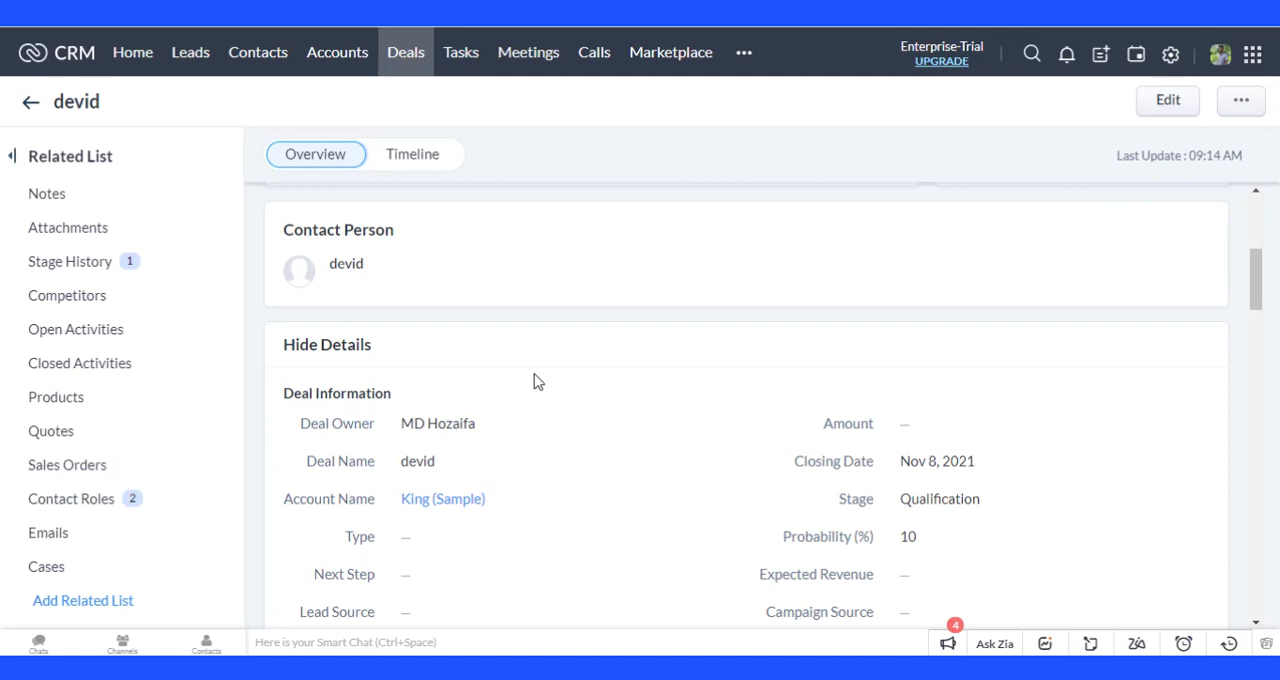 CRM Home Leads Contacts Accounts Deals Tasks Meetings Calls Marketplace ••• Enterprise-Trial
UPGRADE
devid Edit •••
Related List Overview Timeline Last Update : 09:14 AM
Notes
Attachments
Stage History 1
Competitors
Open Activities
Closed Activities
Products
Quotes
Sales Orders
Contact Roles 2
Emails
Cases
Add Related List
Contact Person
devid
Hide Details
Deal Information
Deal Owner MD Hozaifa Amount —
Deal Name devid Closing Date Nov 8, 2021
Account Name King (Sample) Stage Qualification
Type — Probability (%) 10
Next Step — Expected Revenue —
Lead Source — Campaign Source —
Chats Channels Contacts Here is your Smart Chat (Ctrl+Space) 4 Ask Zia